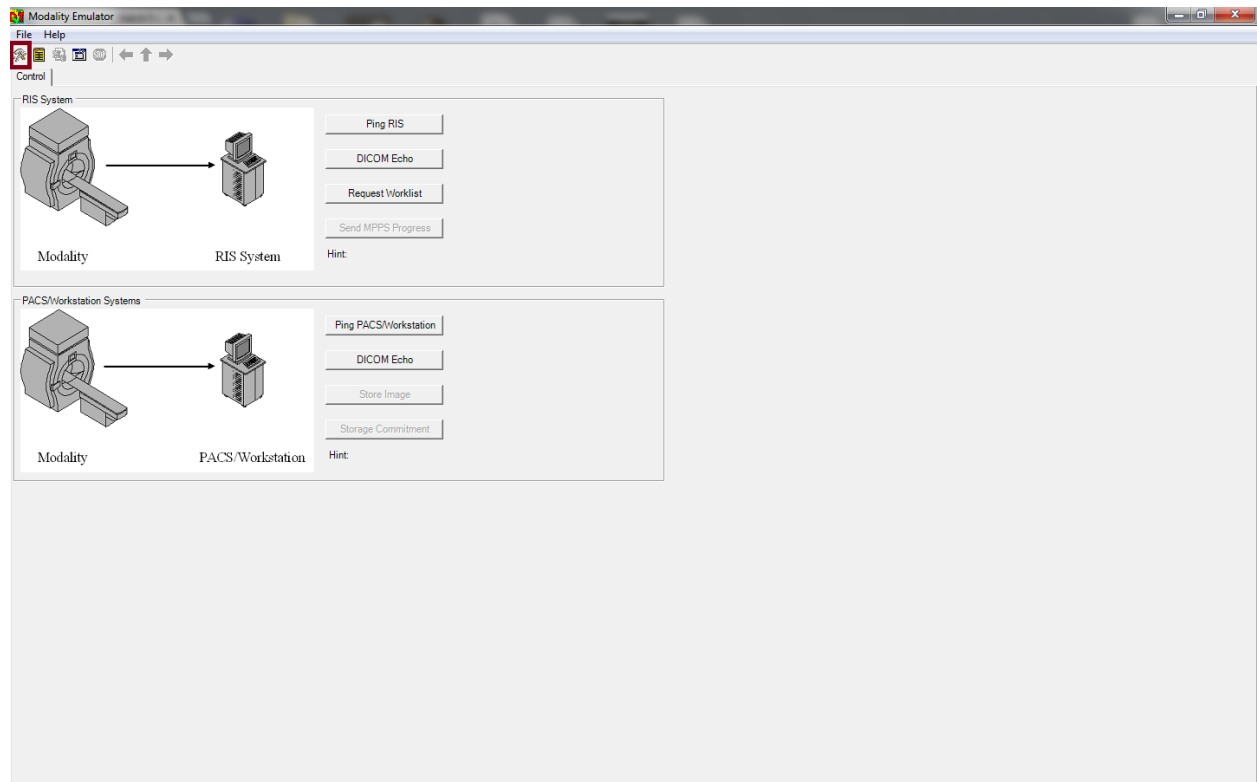 Modality Emulator
File Help
Control
RIS System
Ping RIS
DICOM Echo
Request Worklist
Send MPPS Progress
Modality RIS System Hint:
PACS/Workstation Systems
Ping PACS/Workstation
DICOM Echo
Store Image
Storage Commitment
Modality PACS/Workstation Hint: